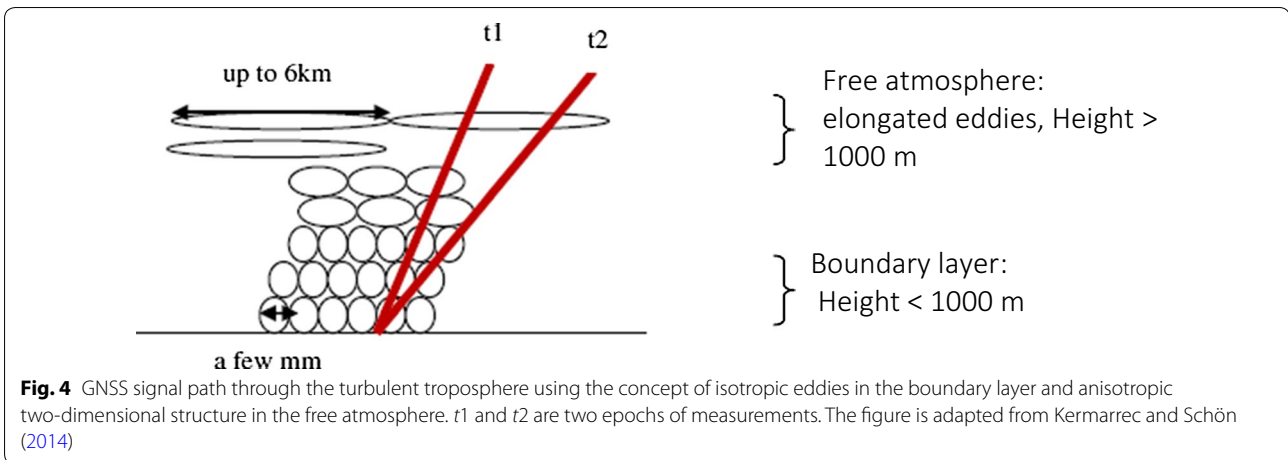 t1
t2
up to 6km
Free atmosphere:
elongated eddies, Height >
1000 m
Boundary layer:
Height < 1000 m
a few mm
Fig. 4 GNSS signal path through the turbulent troposphere using the concept of isotropic eddies in the boundary layer and anisotropic
two-dimensional structure in the free atmosphere. t1 and t2 are two epochs of measurements. The figure is adapted from Kermarrec and Schön
(2014)